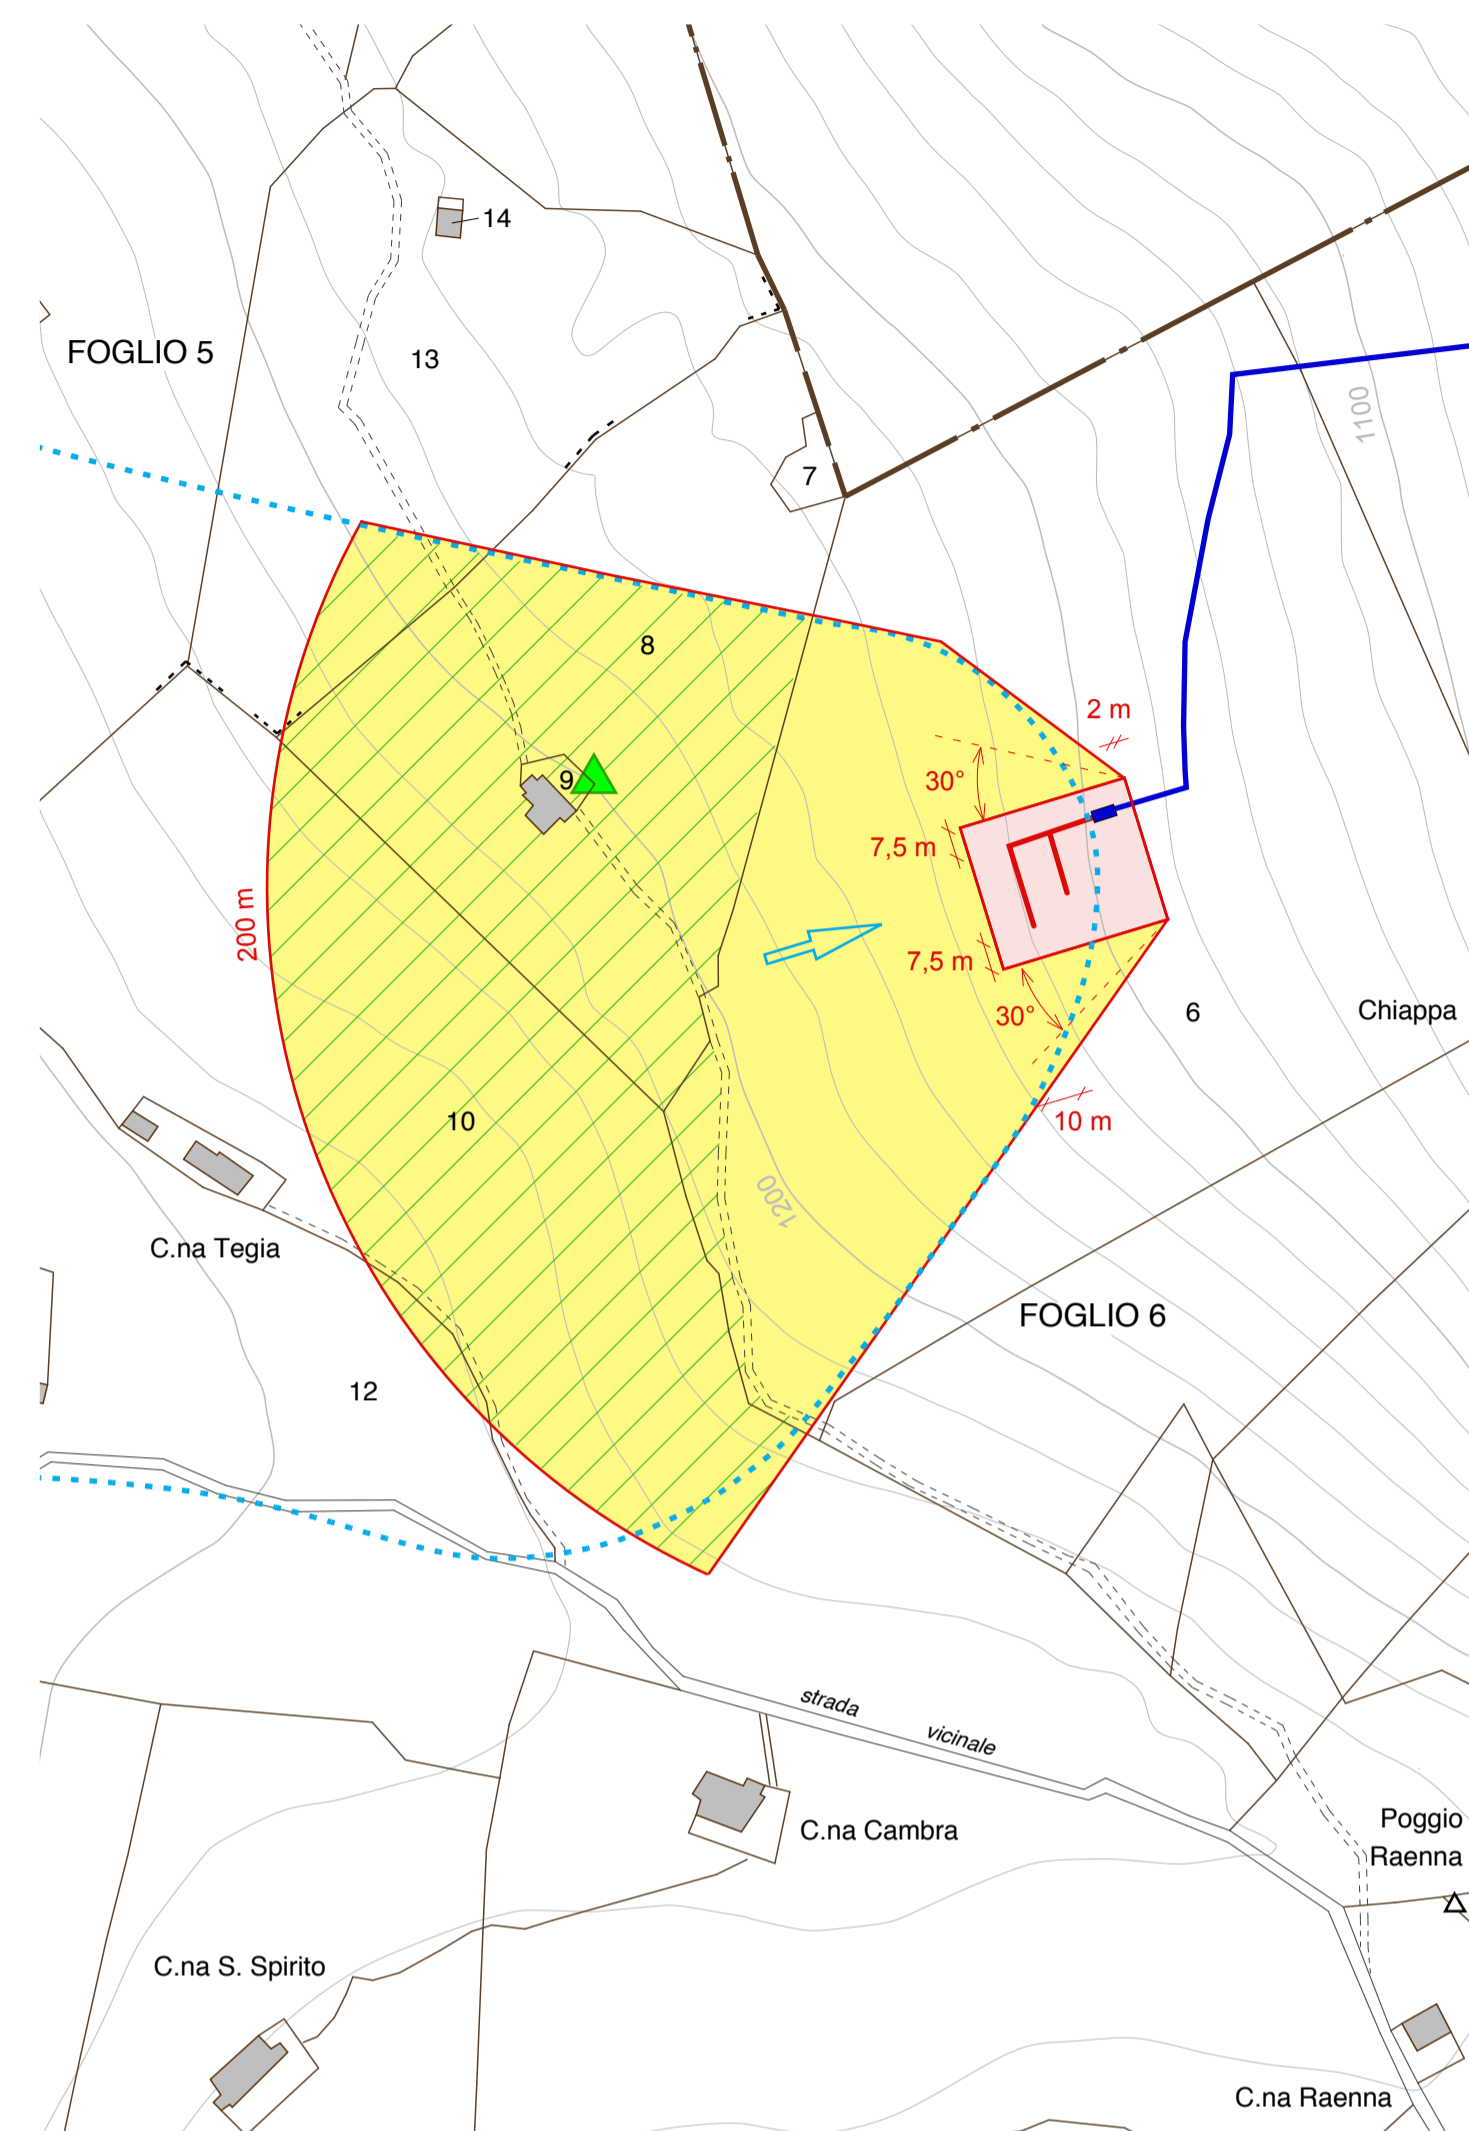 14
FOGLIO 5
13
1100
7
8
2 m
9
30°
7,5 m
200 m
7,5 m
6
Chiappa
30°
10
10 m
1200
C.na Tegia
FOGLIO 6
12
strada
vicinale
Poggio
Raenna
C.na Cambra
C.na S. Spirito
C.na Raenna